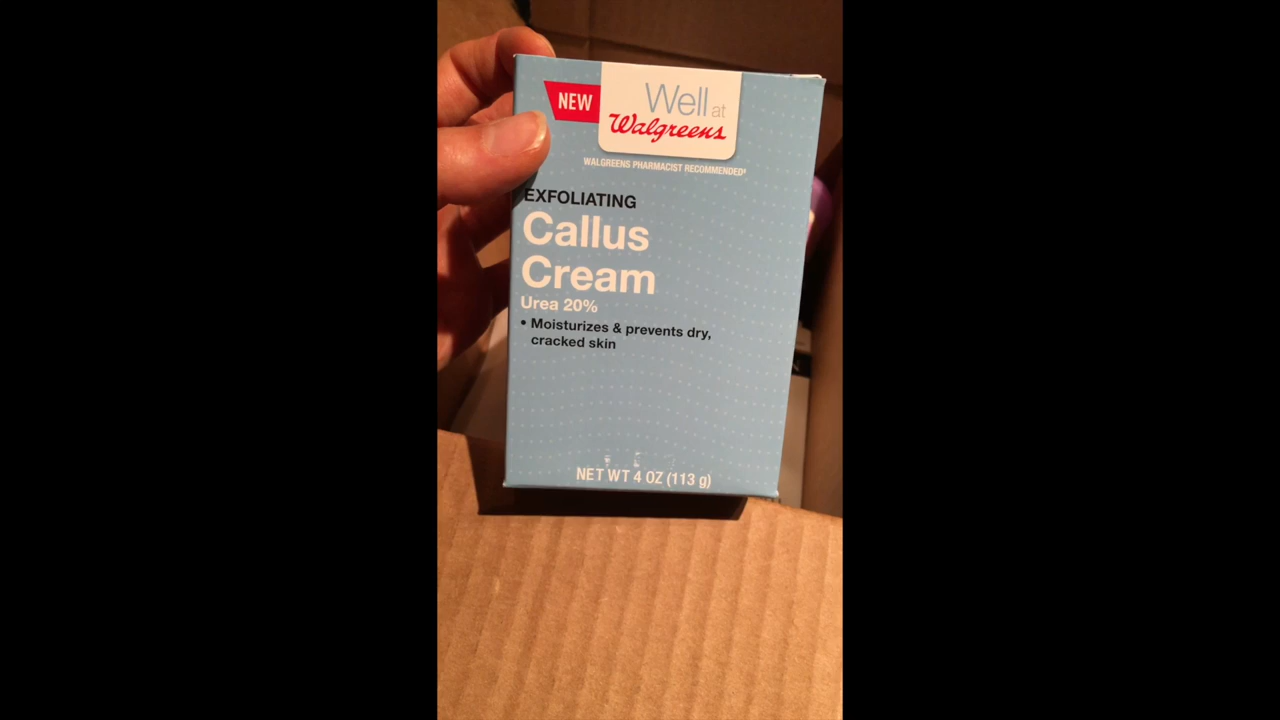 NEW
Well at
Walgreens
WALGREENS PHARMACIST RECOMMENDED‡
EXFOLIATING
Callus
Cream
Urea 20%
• Moisturizes & prevents dry,
cracked skin
NET WT 4 OZ (113 g)